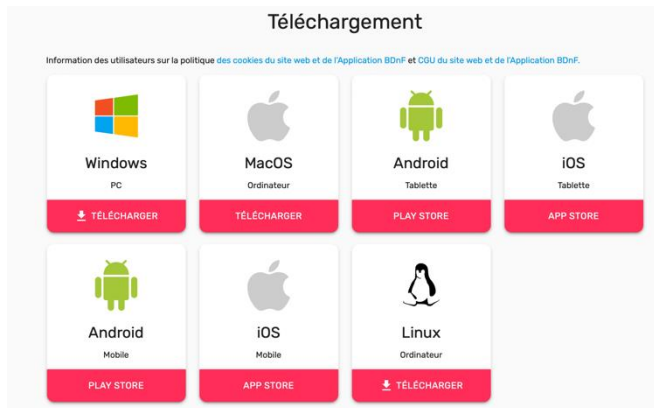 Téléchargement
Information des utilisateurs sur la politique des cookies du site web et de l'Application BDnF et CGU du site web et de l'Application BDnF.
Windows
PC
TÉLÉCHARGER
MacOS
Ordinateur
TÉLÉCHARGER
Android
Tablette
PLAY STORE
iOS
Tablette
APP STORE
Android
Mobile
PLAY STORE
iOS
Mobile
APP STORE
Linux
Ordinateur
TÉLÉCHARGER